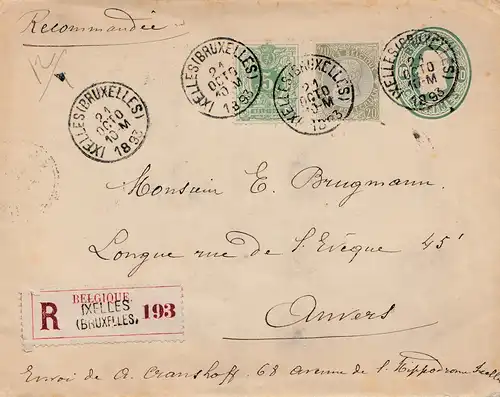 Recommandée
IXELLES (BRUXELLES)
21
OCTO
10-M
1893
IXELLES (BRUXELLES)
21
OCTO
10-M
1893
IXELLES (BRUXELLES)
21
OCTO
10-M
1893
20
IXELLES (BRUXELLES)
21
OCTO
10-M
1893
Monsieur E. Brugmann
Longue rue de l'Evêque 45
Anvers
BELGIQUE
R IXELLES 193
(BRUXELLES)
Envoi de A. Cranshoff. 68 avenue de l'Hippodrome Ixelles